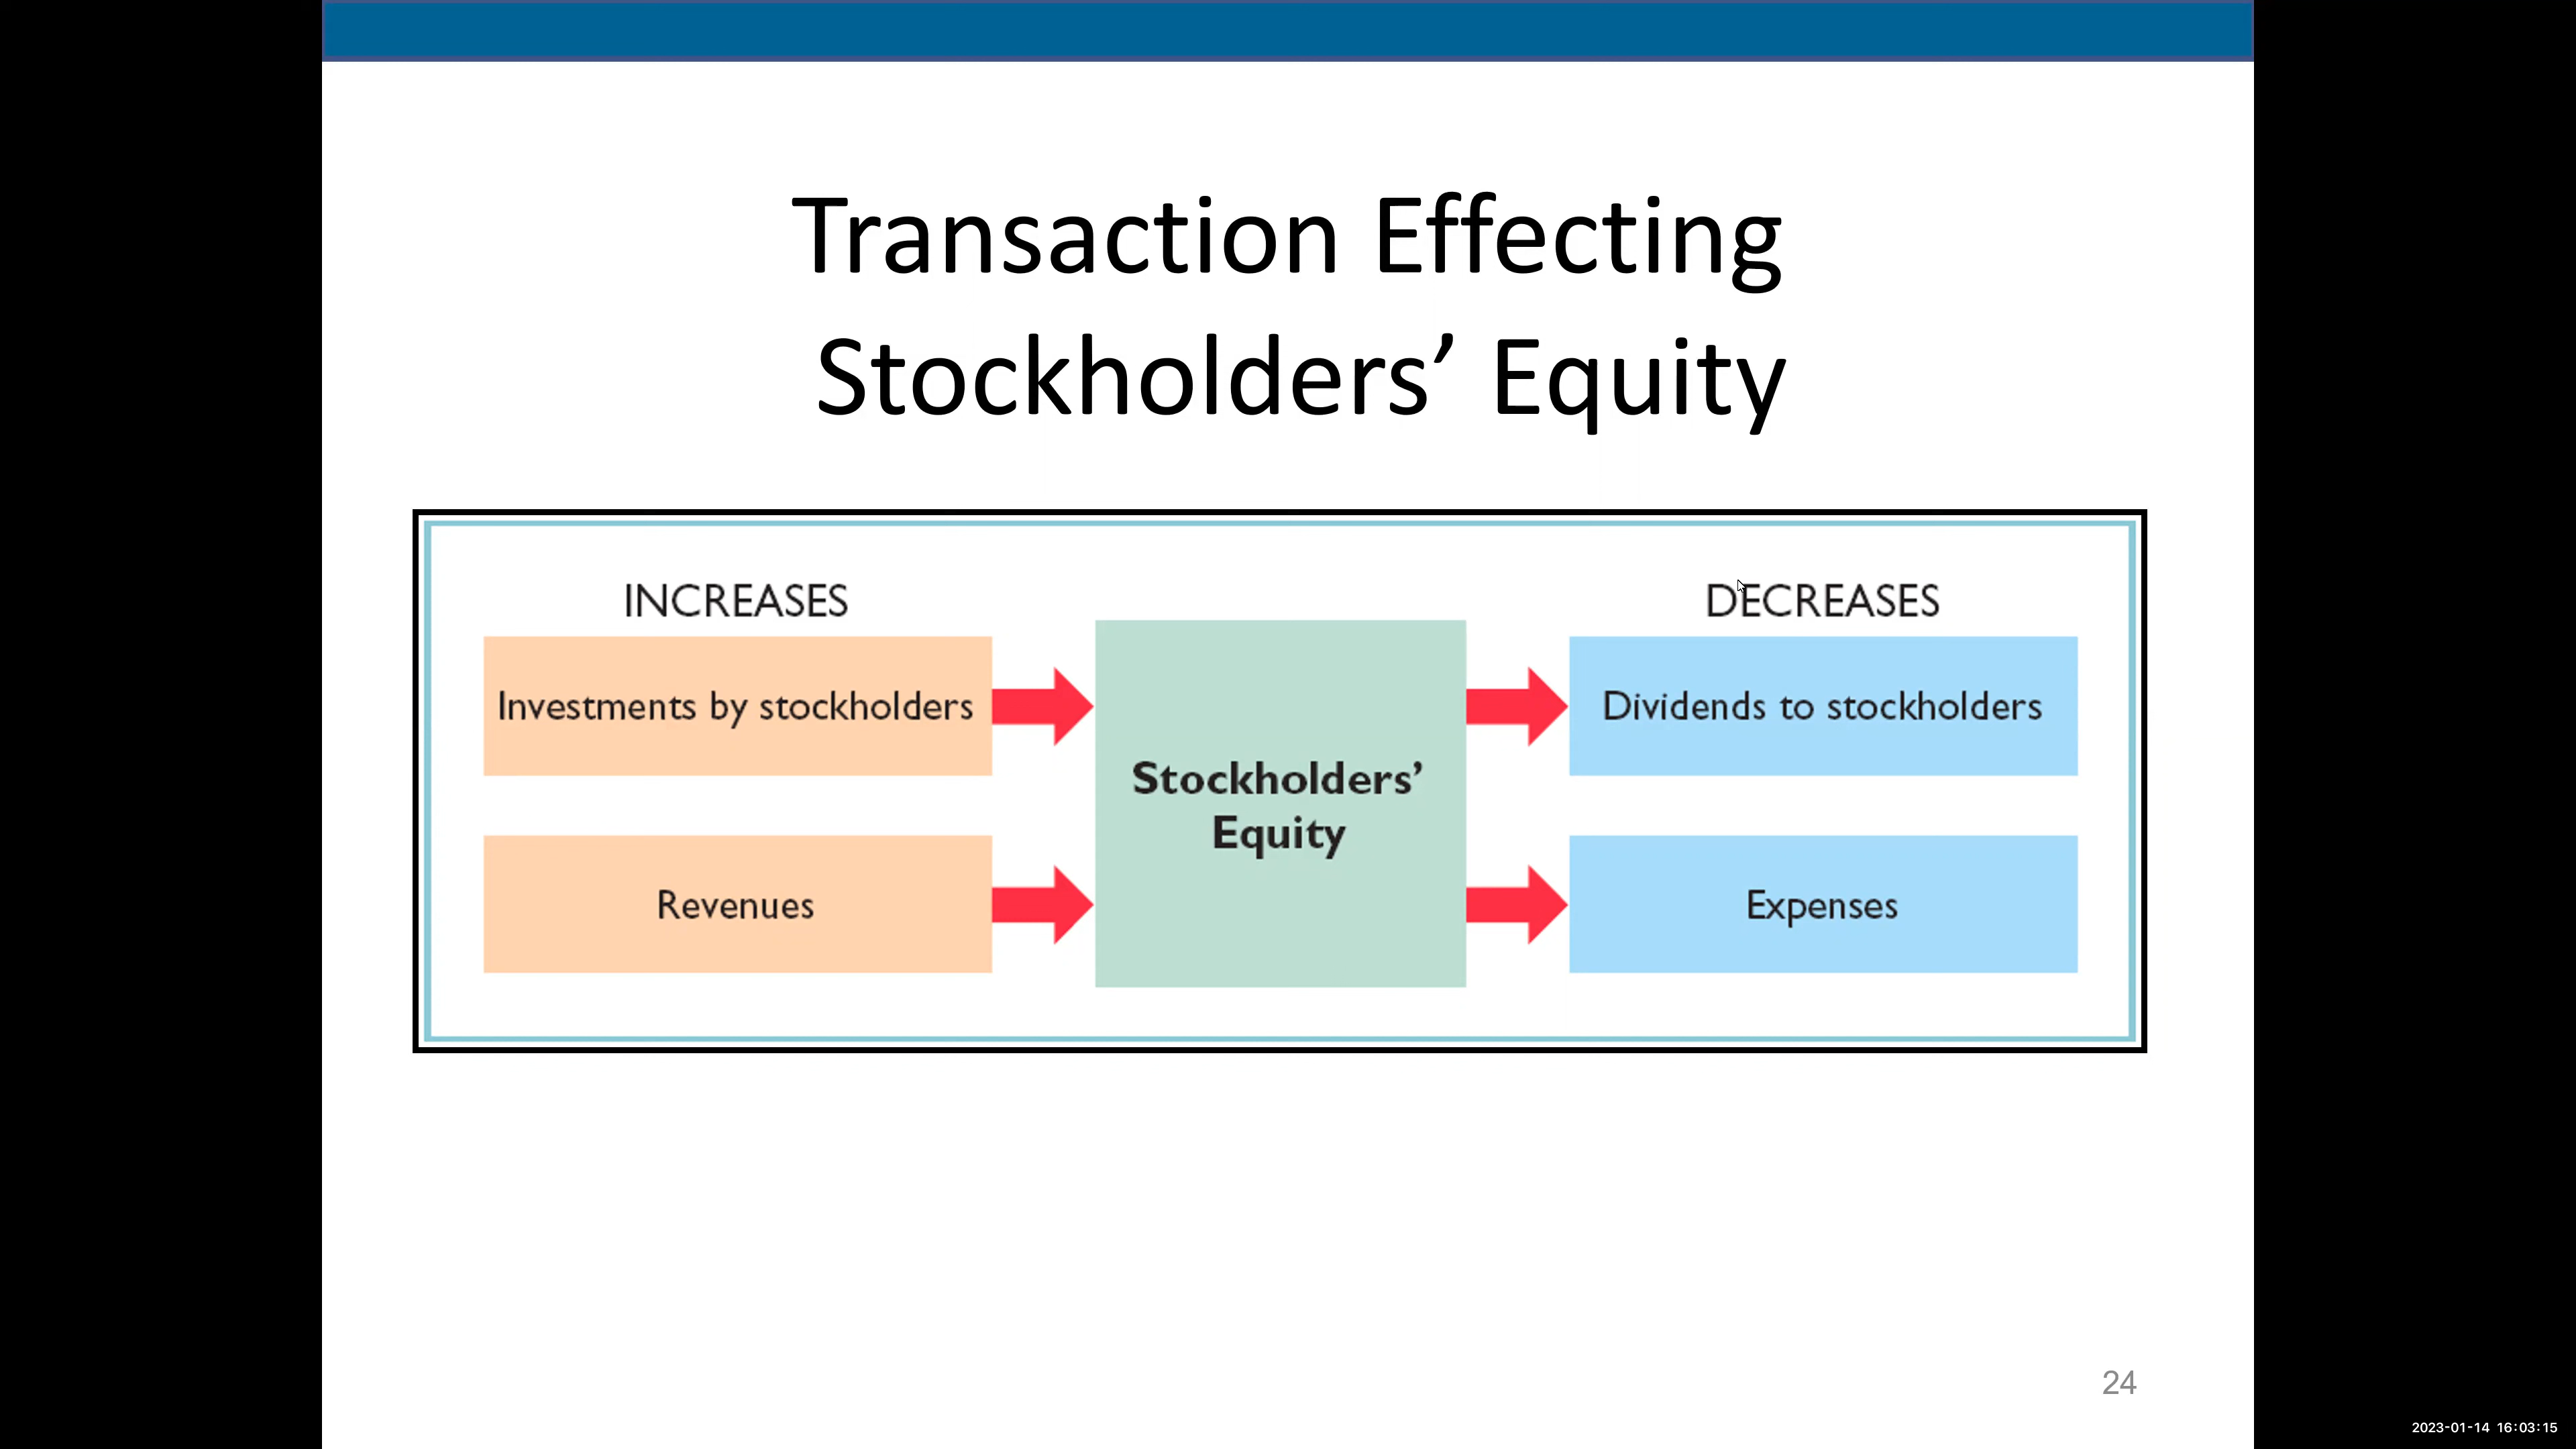 Transaction Effecting
Stockholders’ Equity
INCREASES
DECREASES
Investments by stockholders
Dividends to stockholders
Stockholders’
Equity
Revenues
Expenses
24
2023-01-14 16:03:15